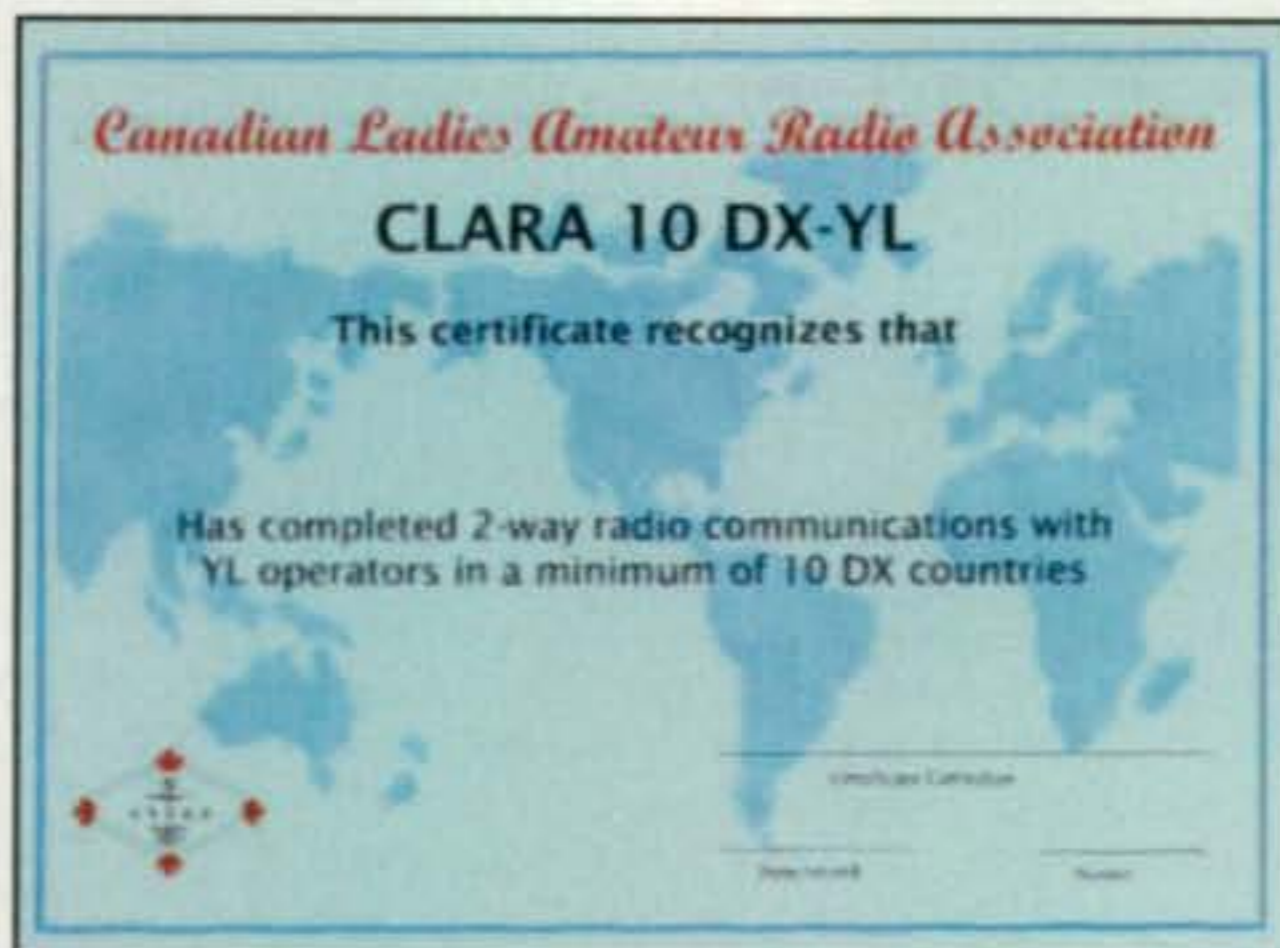 Canadian Ladies Amateur Radio Association
CLARA 10 DX-YL
This certificate recognizes that
Has completed 2-way radio communications with
YL operators in a minimum of 10 DX countries
Number